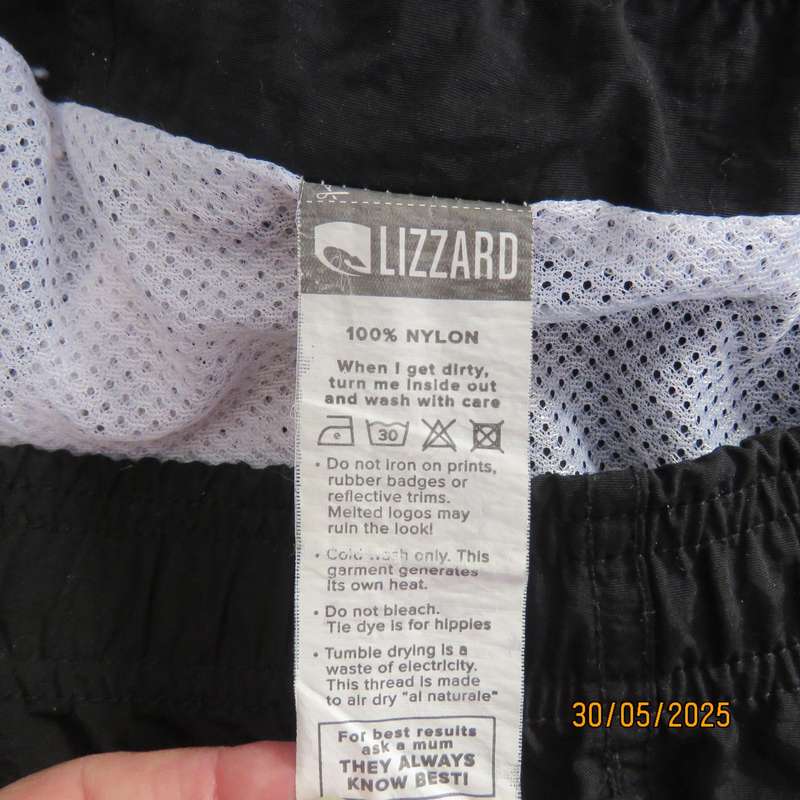 LIZZARD
100% NYLON
When I get dirty,
turn me inside out
and wash with care
e
30
• Do not iron on prints,
rubber badges or
reflective trims.
Melted logos may
ruin the look!
• Cold wash only. This
garment generates
its own heat.
• Do not bleach.
Tie dye is for hippies
• Tumble drying is a
waste of electricity.
This thread is made
to air dry "al naturale"
For best results
ask a mum
THEY ALWAYS
KNOW BEST!
30/05/2025